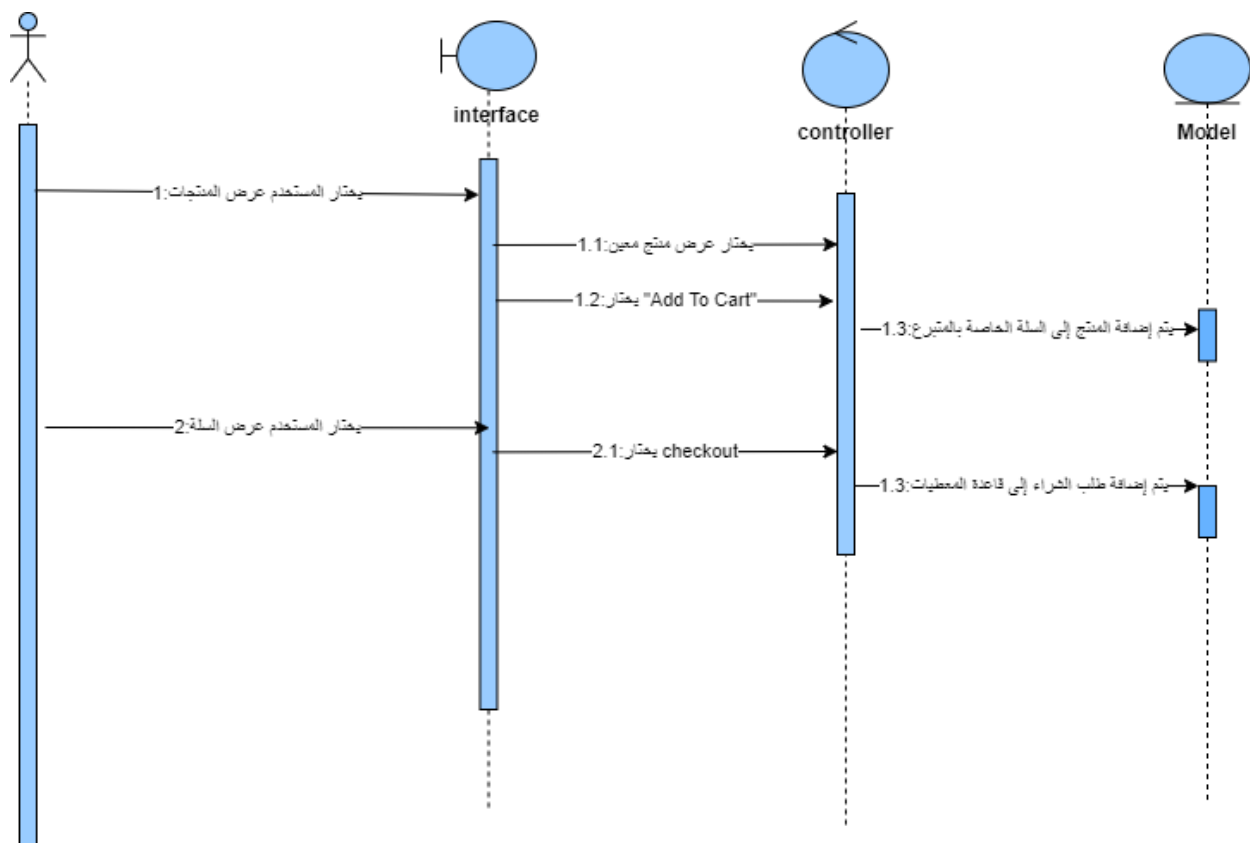 interface
controller
Model
1:يختار المستخدم عرض المنتجات
1.1:يختار عرض منتج معين
1.2:يختار "Add To Cart"
1.3:يتم إضافة المنتج إلى السلة الخاصة بالمتبرع
2:يختار المستخدم عرض السلة
2.1:يختار checkout
1.3:يتم إضافة طلب الشراء إلى قاعدة المعطيات